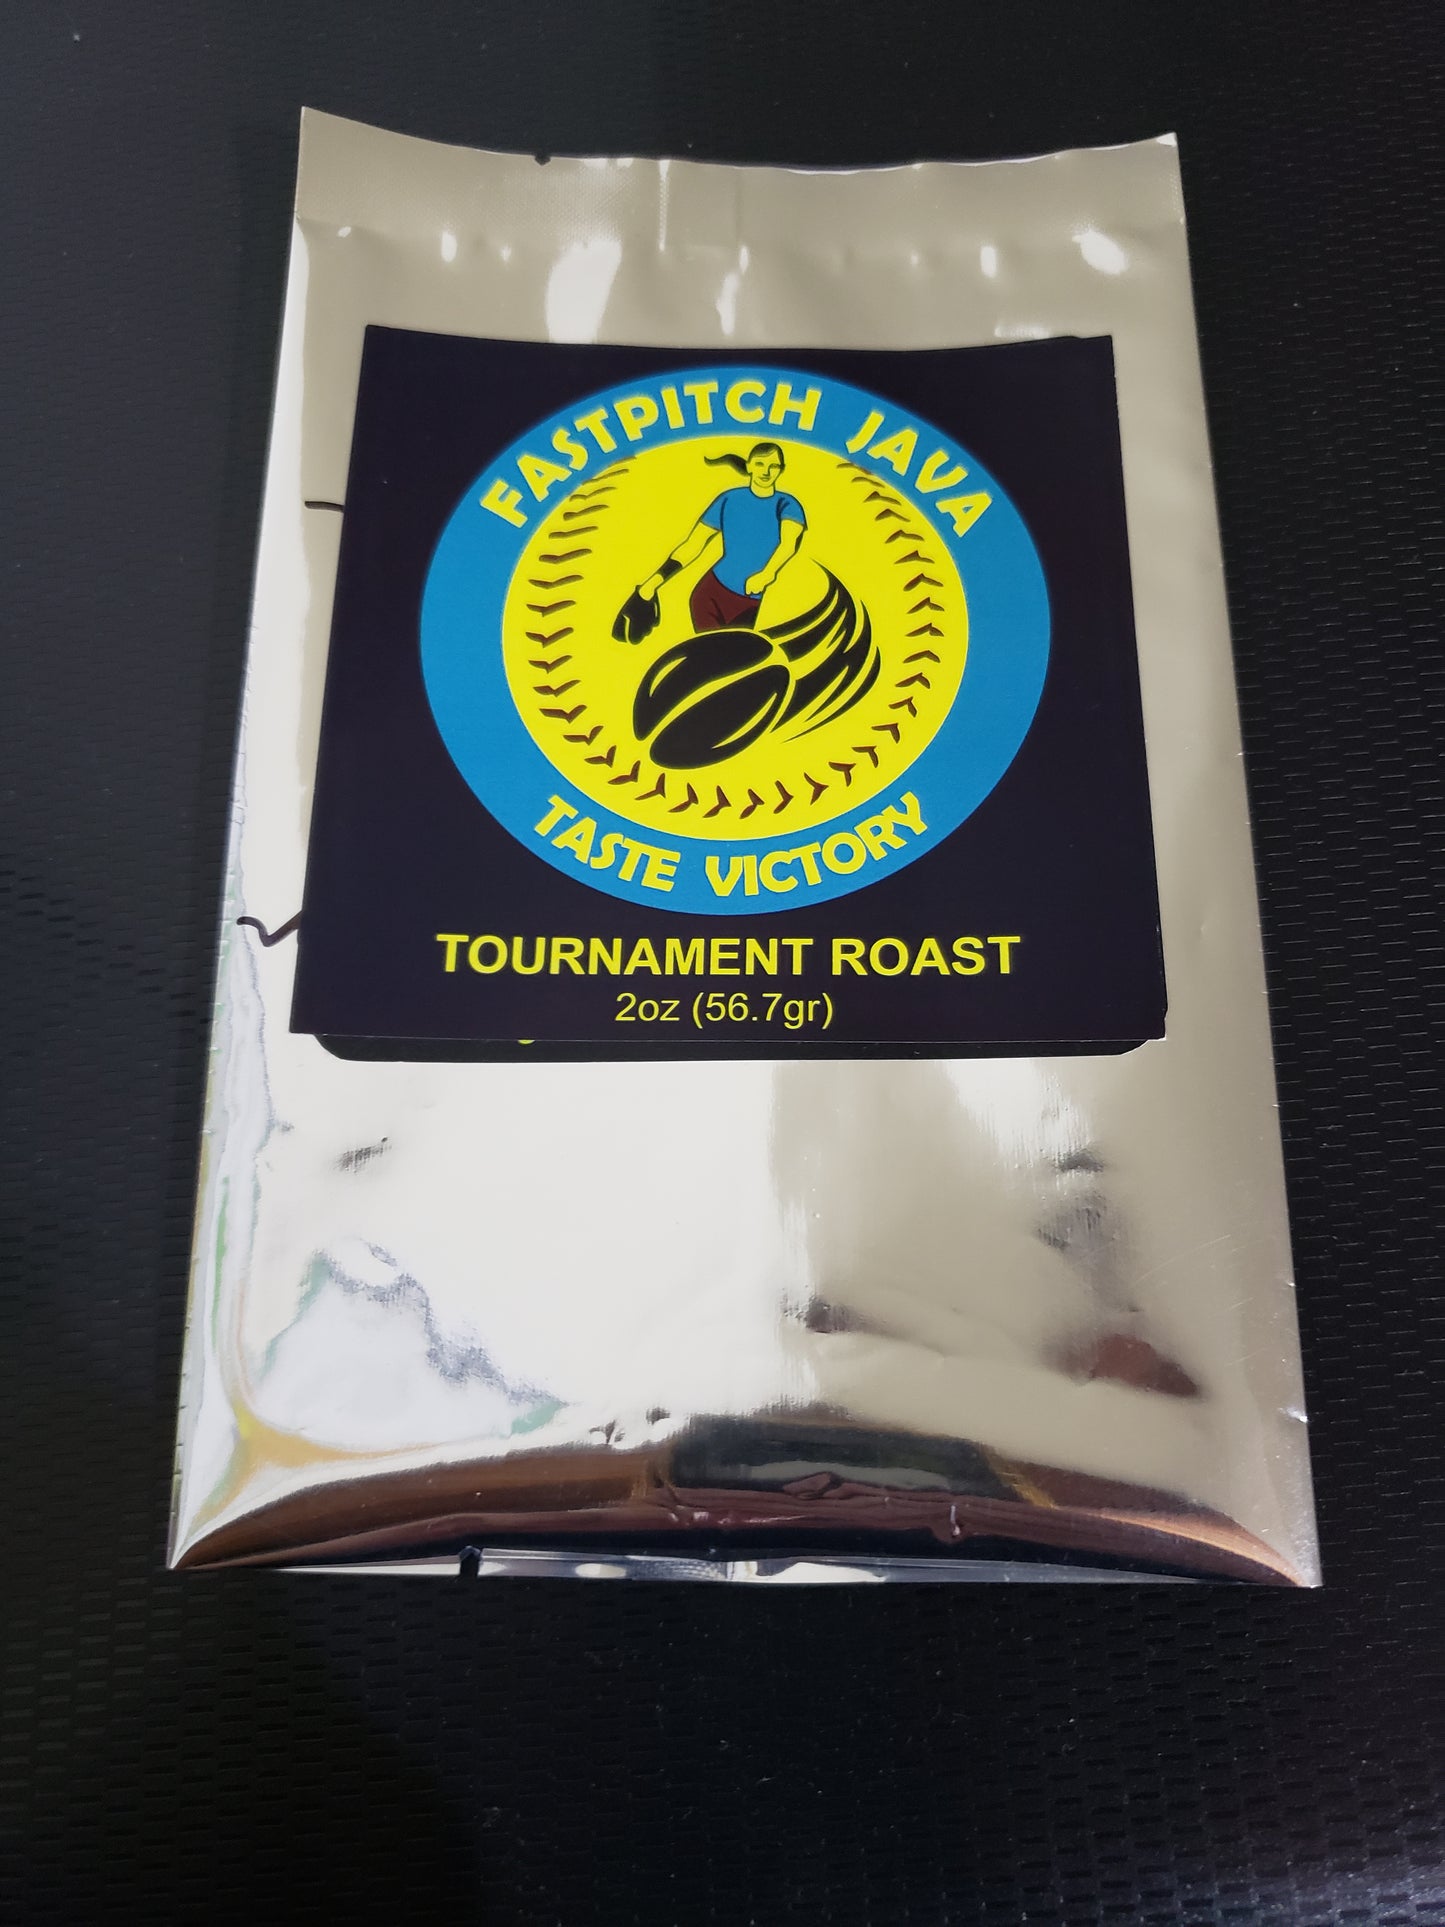 FASTPITCH JAVA
TASTE VICTORY
TOURNAMENT ROAST
2oz (56.7gr)